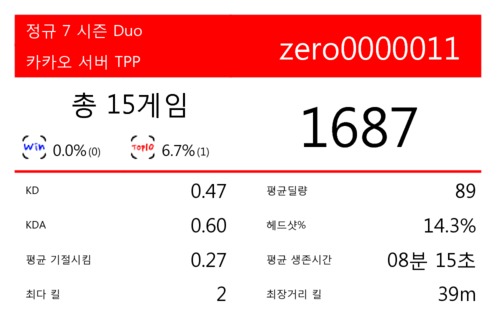 정규 7 시즌 Duo
카카오 서버 TPP
zero0000011
총 15게임
1687
Win 0.0% (0)
TOP10 6.7% (1)
KD 0.47
평균딜량 89
KDA 0.60
헤드샷% 14.3%
평균 기절시킴 0.27
평균 생존시간 08분 15초
최다 킬 2
최장거리 킬 39m